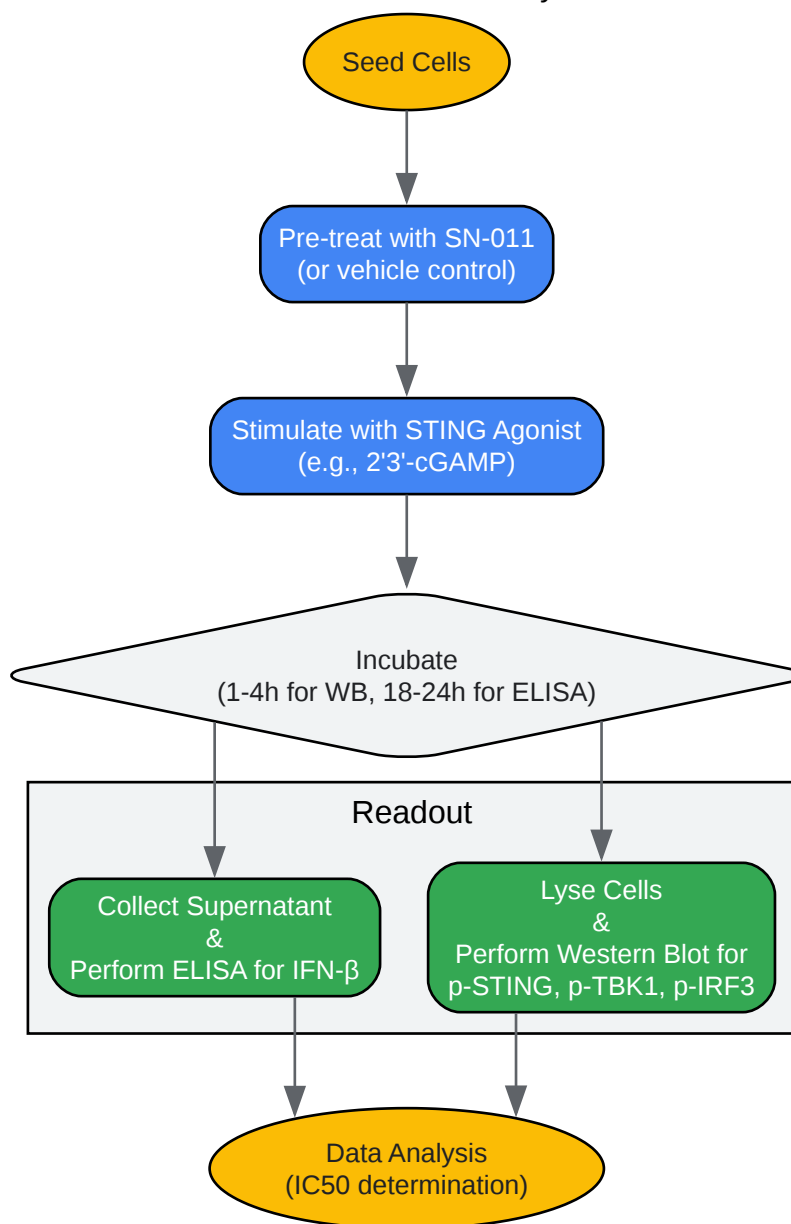 Seed Cells
Pre-treat with SN-011
(or vehicle control)
Stimulate with STING Agonist
(e.g., 2'3'-cGAMP)
Incubate
(1-4h for WB, 18-24h for ELISA)
Readout
Collect Supernatant
&
Perform ELISA for IFN-β
Lyse Cells
&
Perform Western Blot for
p-STING, p-TBK1, p-IRF3
Data Analysis
(IC50 determination)